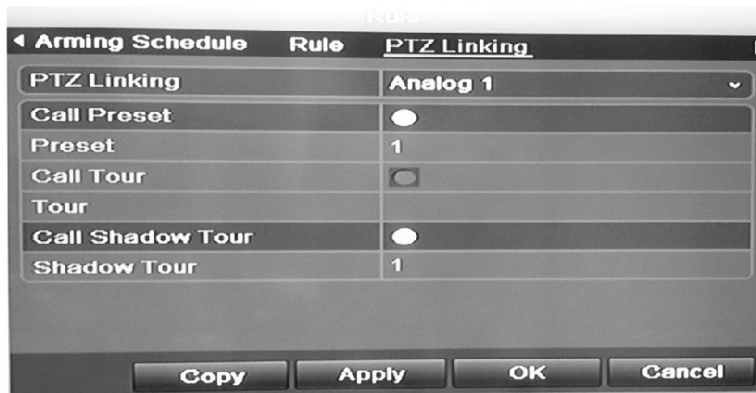 Rule
Arming Schedule Rule PTZ Linking
PTZ Linking Analog 1
Call Preset
Preset 1
Call Tour
Tour
Call Shadow Tour
Shadow Tour 1
Copy Apply OK Cancel